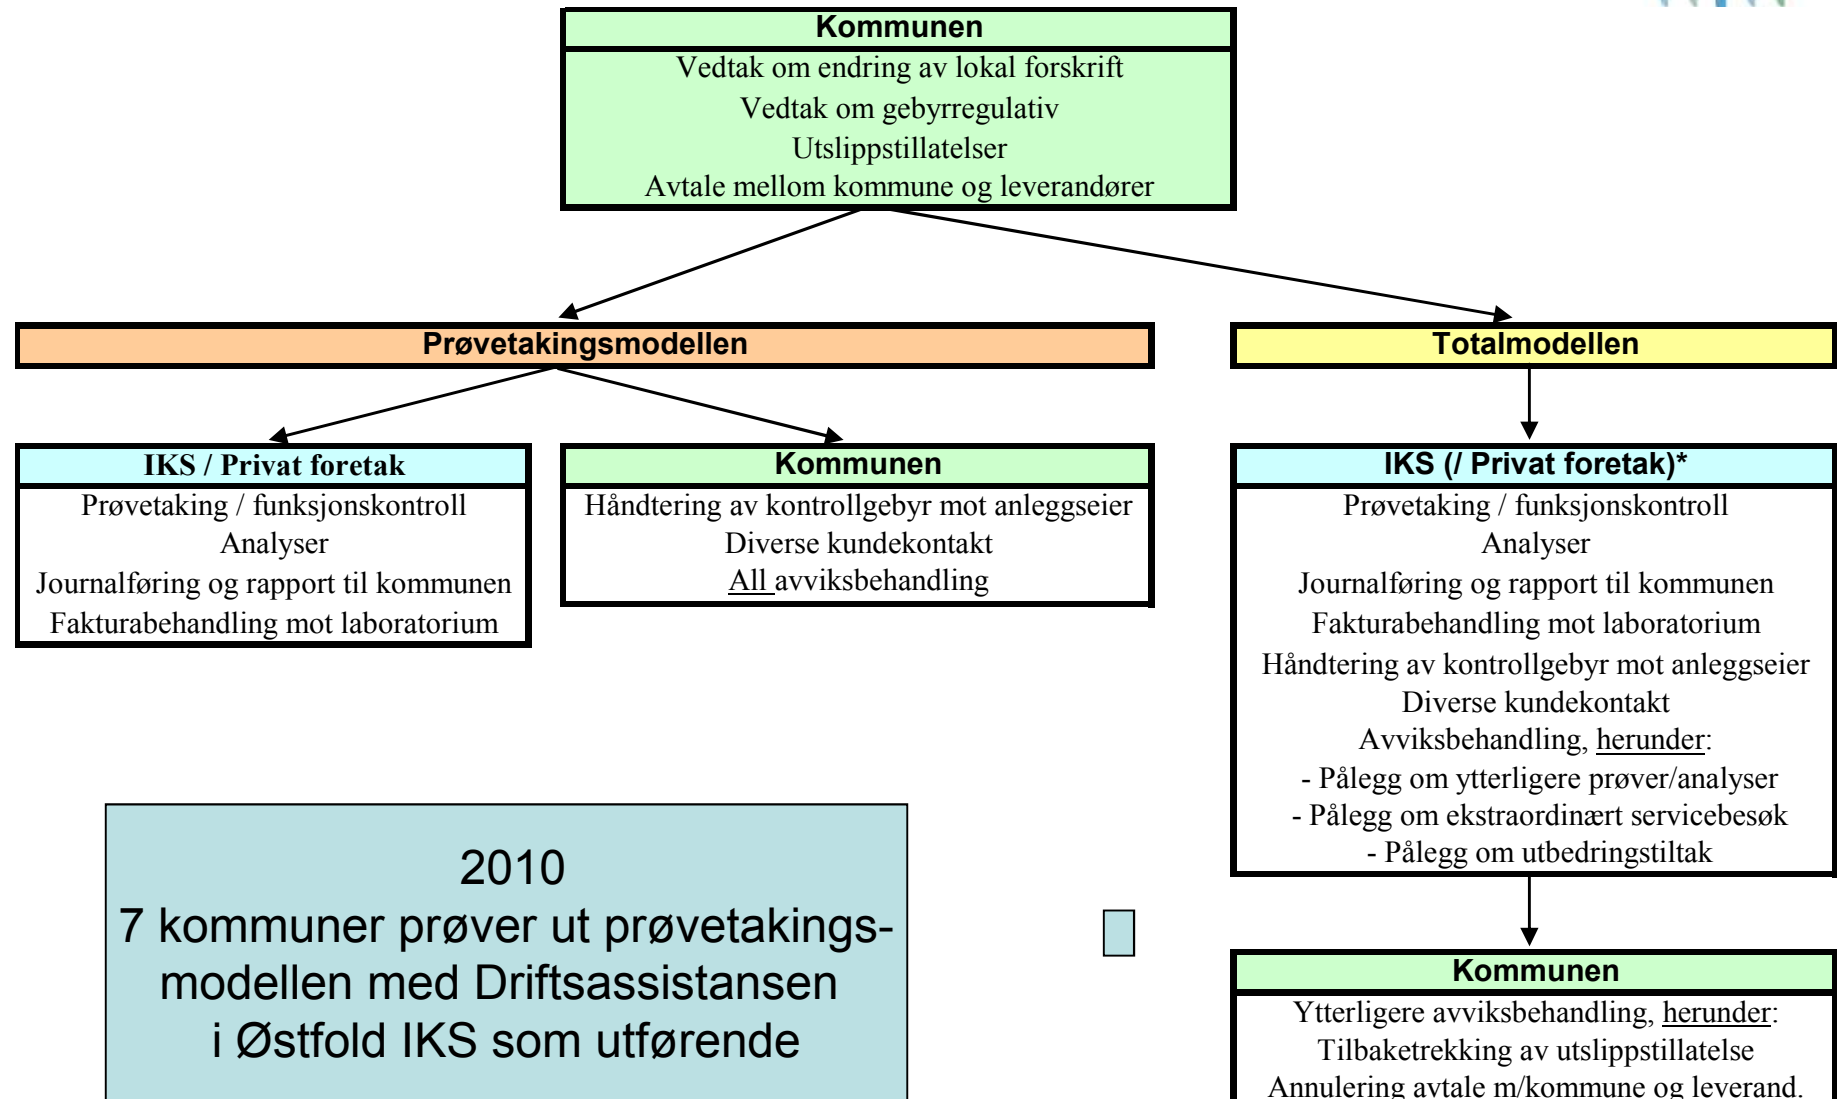 Kommunen
Vedtak om endring av lokal forskrift
Vedtak om gebyrregulativ
Utslippstillatelser
Avtale mellom kommune og leverandører
Prøvetakingsmodellen
Totalmodellen
IKS / Privat foretak
Prøvetaking / funksjonskontroll
Analyser
Journalføring og rapport til kommunen
Fakturabehandling mot laboratorium
Kommunen
Håndtering av kontrollgebyr mot anleggseier
Diverse kundekontakt
All avviksbehandling
IKS (/ Privat foretak)*
Prøvetaking / funksjonskontroll
Analyser
Journalføring og rapport til kommunen
Fakturabehandling mot laboratorium
Håndtering av kontrollgebyr mot anleggseier
Diverse kundekontakt
Avviksbehandling, herunder:
- Pålegg om ytterligere prøver/analyser
- Pålegg om ekstraordinært servicebesøk
- Pålegg om utbedringstiltak
2010
7 kommuner prøver ut prøvetakings-
modellen med Driftsassistansen
i Østfold IKS som utførende
Kommunen
Ytterligere avviksbehandling, herunder:
Tilbaketrekking av utslippstillatelse
Annulering avtale m/kommune og leverand.